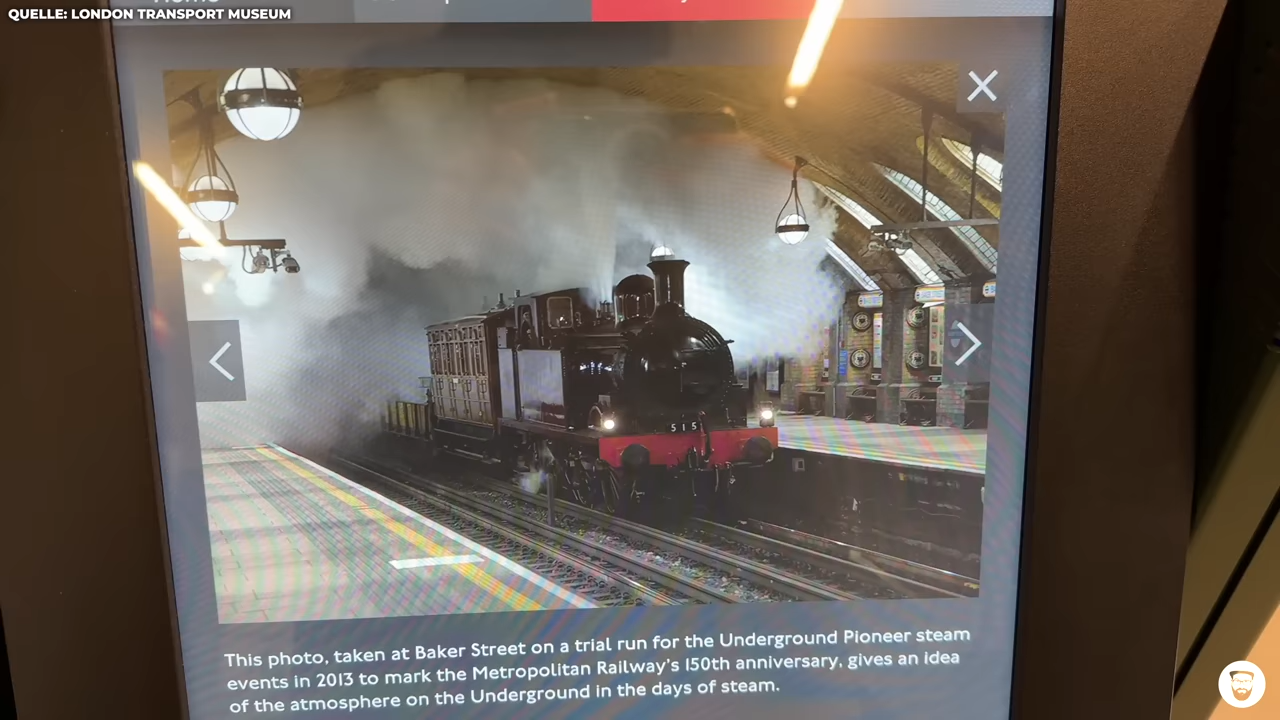 QUELLE: LONDON TRANSPORT MUSEUM
515
This photo, taken at Baker Street on a trial run for the Underground Pioneer steam
events in 2013 to mark the Metropolitan Railway's 150th anniversary, gives an idea
of the atmosphere on the Underground in the days of steam.